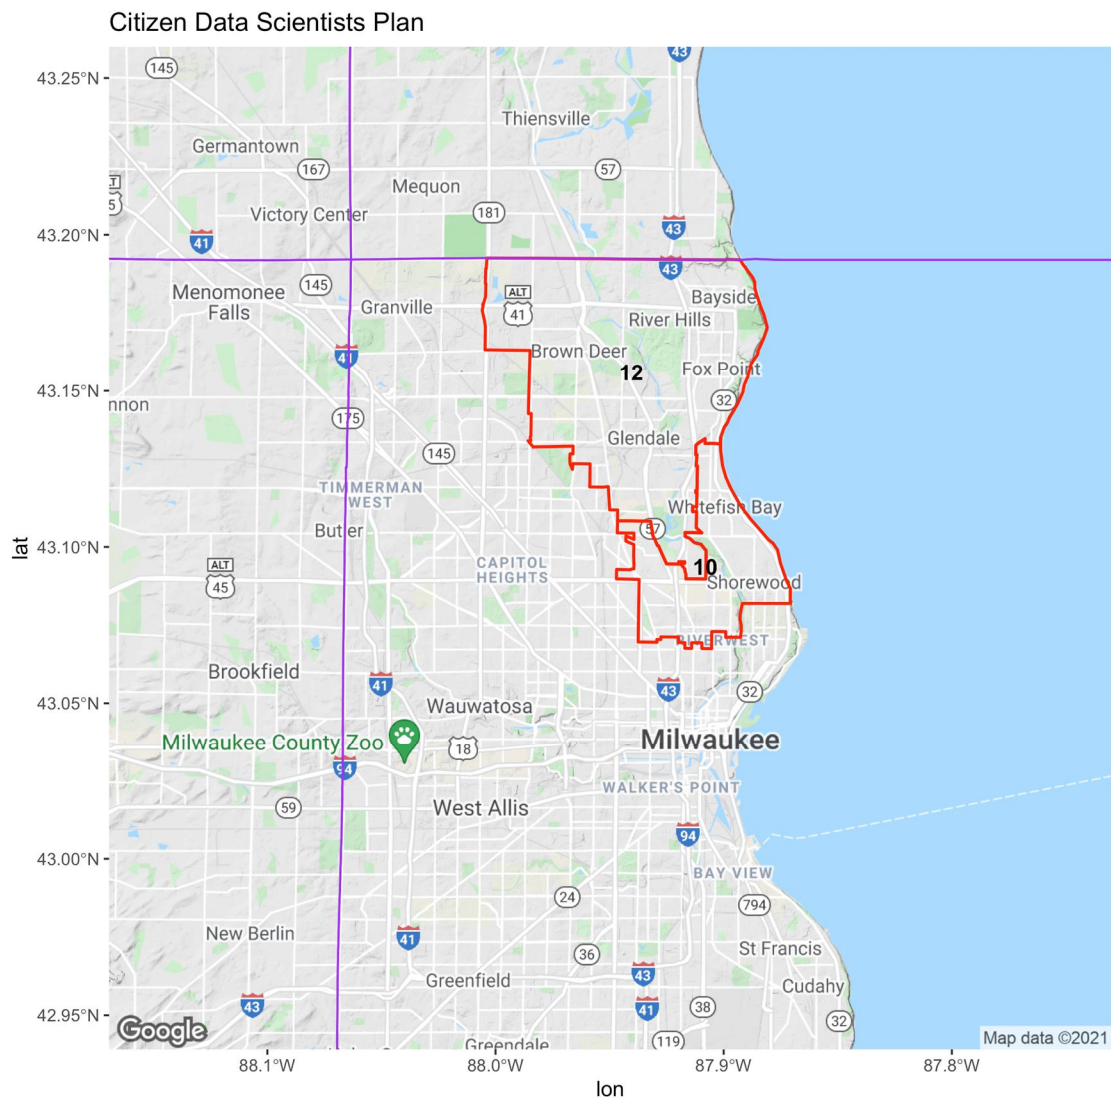 Citizen Data Scientists Plan
43
43.25°N
145
Thiensville
Germantown
167
57
Mequon
181
Victory Center
43.20°N
41
43
43
145
ALT
41
Bayside
Menomonee
Falls
Granville
River Hills
41
Brown Deer
12
Fox Point
43.15°N
32
nnon
175
Glendale
145
TIMMERMAN
WEST
Whitefish Bay
57
Butler
43.10°N
lat
ALT
45
CAPITOL
HEIGHTS
10
Shorewood
RIVERWEST
Brookfield
41
43
32
43.05°N
Wauwatosa
Milwaukee County Zoo
18
Milwaukee
94
WALKER'S POINT
59
West Allis
94
43.00°N
BAY VIEW
24
794
New Berlin
41
36
St Francis
43
Greenfield
Cudahy
43
41
38
32
42.95°N
Google
Greendale
119
Map data ©2021
88.1°W
88.0°W
87.9°W
87.8°W
lon